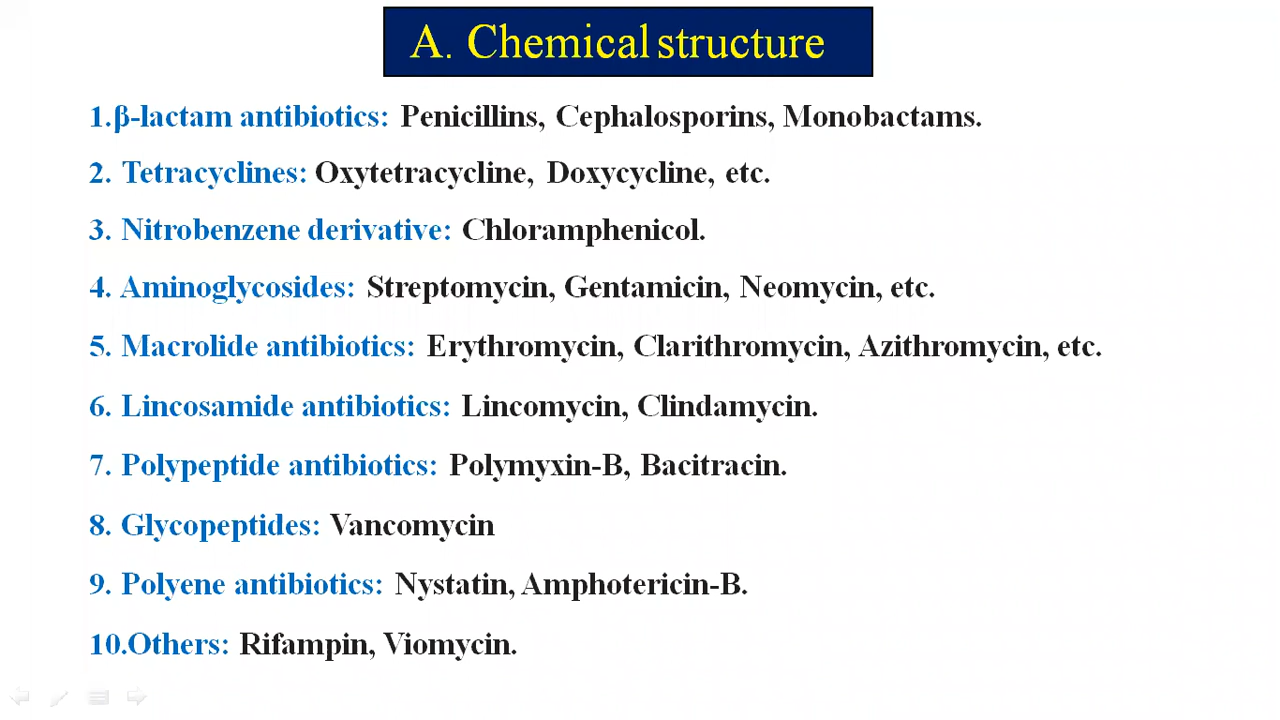 A. Chemical structure
1.β-lactam antibiotics: Penicillins, Cephalosporins, Monobactams.
2. Tetracyclines: Oxytetracycline, Doxycycline, etc.
3. Nitrobenzene derivative: Chloramphenicol.
4. Aminoglycosides: Streptomycin, Gentamicin, Neomycin, etc.
5. Macrolide antibiotics: Erythromycin, Clarithromycin, Azithromycin, etc.
6. Lincosamide antibiotics: Lincomycin, Clindamycin.
7. Polypeptide antibiotics: Polymyxin-B, Bacitracin.
8. Glycopeptides: Vancomycin
9. Polyene antibiotics: Nystatin, Amphotericin-B.
10.Others: Rifampin, Viomycin.